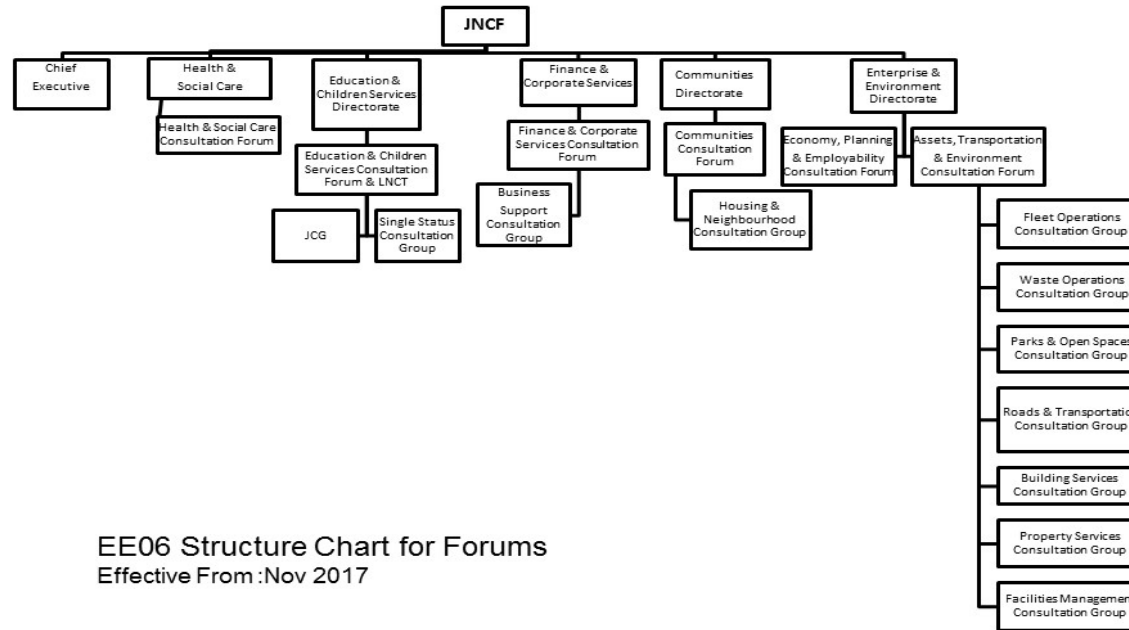 JNCF
Chief
Executive
Health &
Social Care
Education &
Children Services
Directorate
Finance &
Corporate Services
Communities
Directorate
Enterprise &
Environment
Directorate
Health & Social Care
Consultation Forum
Education & Children
Services Consultation
Forum & LNCT
Finance & Corporate
Services Consultation
Forum
Communities
Consultation
Forum
Economy, Planning
& Employability
Consultation Forum
Assets, Transportation
& Environment
Consultation Forum
JCG
Single Status
Consultation
Group
Business
Support
Consultation
Group
Housing &
Neighbourhood
Consultation Group
Fleet Operations
Consultation Group
Waste Operations
Consultation Group
Parks & Open Spaces
Consultation Group
Roads & Transportatio
Consultation Group
Building Services
Consultation Group
Property Services
Consultation Group
Facilities Managemen
Consultation Group
EE06 Structure Chart for Forums
Effective From :Nov 2017